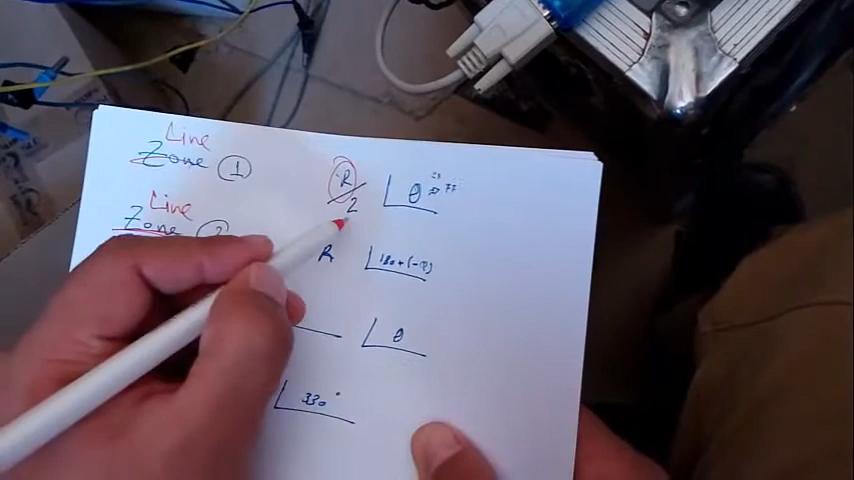 Line
Zone ①
R/2 ∠θ
Line
Zone 2
R ∠180+(-θ)
∠θ
∠330°